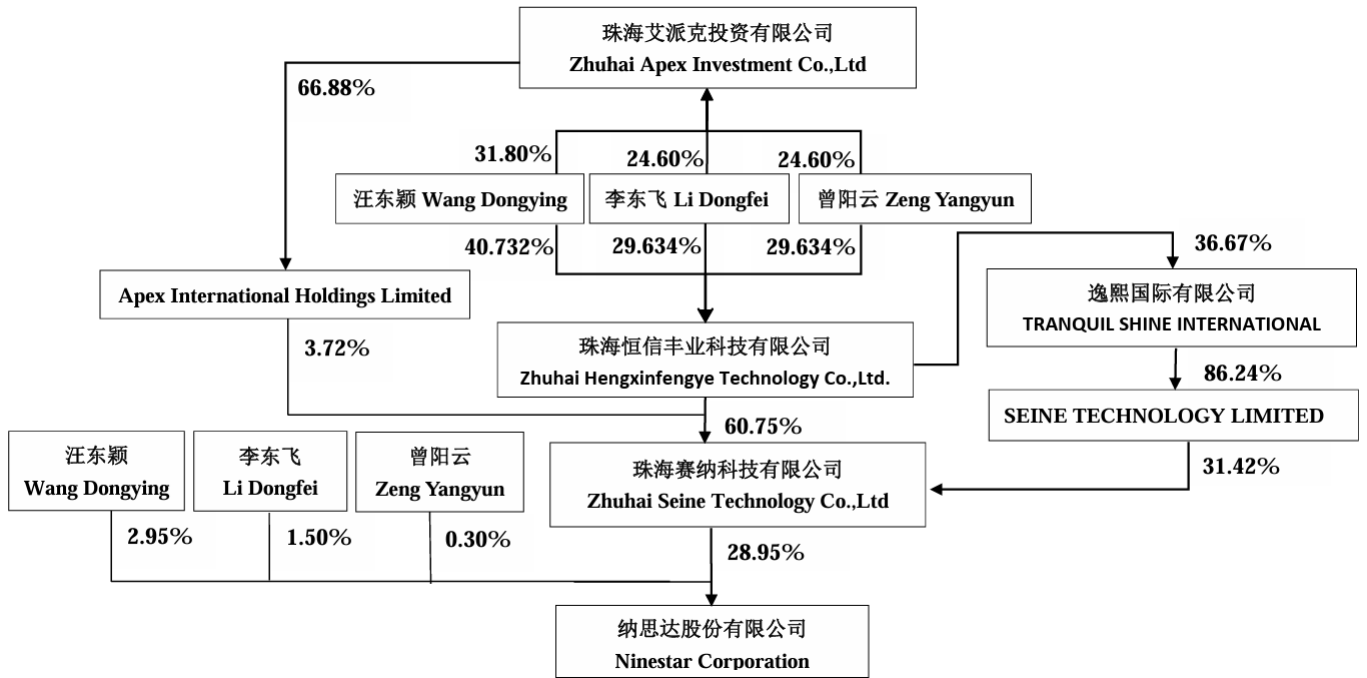 珠海艾派克投资有限公司
Zhuhai Apex Investment Co.,Ltd
66.88%
31.80%
24.60%
24.60%
汪东颖 Wang Dongying
李东飞 Li Dongfei
曾阳云 Zeng Yangyun
40.732%
29.634%
29.634%
36.67%
Apex International Holdings Limited
逸熙国际有限公司
TRANQUIL SHINE INTERNATIONAL
3.72%
珠海恒信丰业科技有限公司
Zhuhai Hengxinfengye Technology Co.,Ltd.
86.24%
SEINE TECHNOLOGY LIMITED
60.75%
31.42%
汪东颖
Wang Dongying
李东飞
Li Dongfei
曾阳云
Zeng Yangyun
珠海赛纳科技有限公司
Zhuhai Seine Technology Co.,Ltd
2.95%
1.50%
0.30%
28.95%
纳思达股份有限公司
Ninestar Corporation